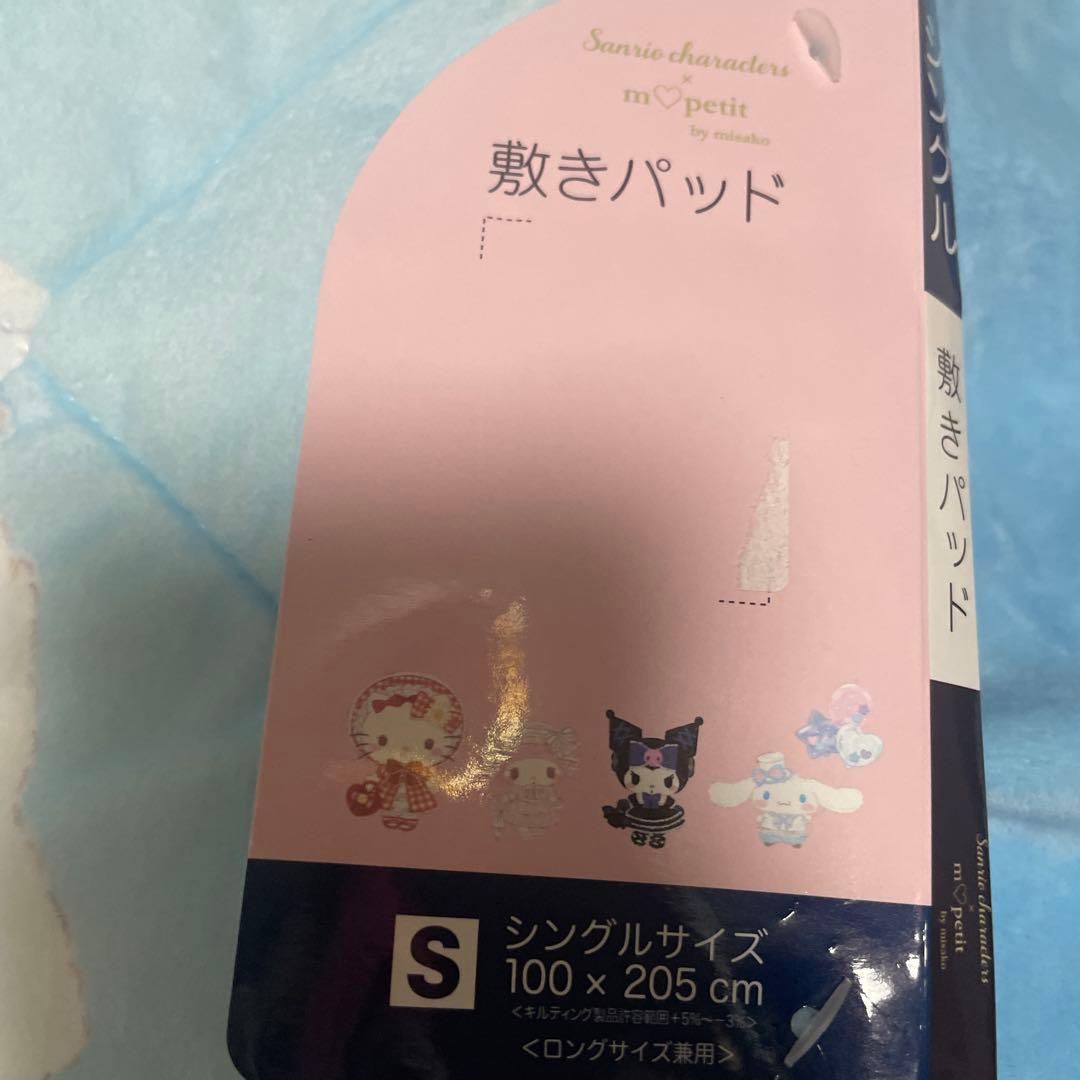 Sanrio characters
×
m♡petit
by misako
敷きパッド
S
シングルサイズ
100 × 205 cm
<キルティング製品許容範囲+5%～−3%>
<ロングサイズ兼用>
シングル
敷きパッド
Sanrio characters
×
m♡petit
by misako